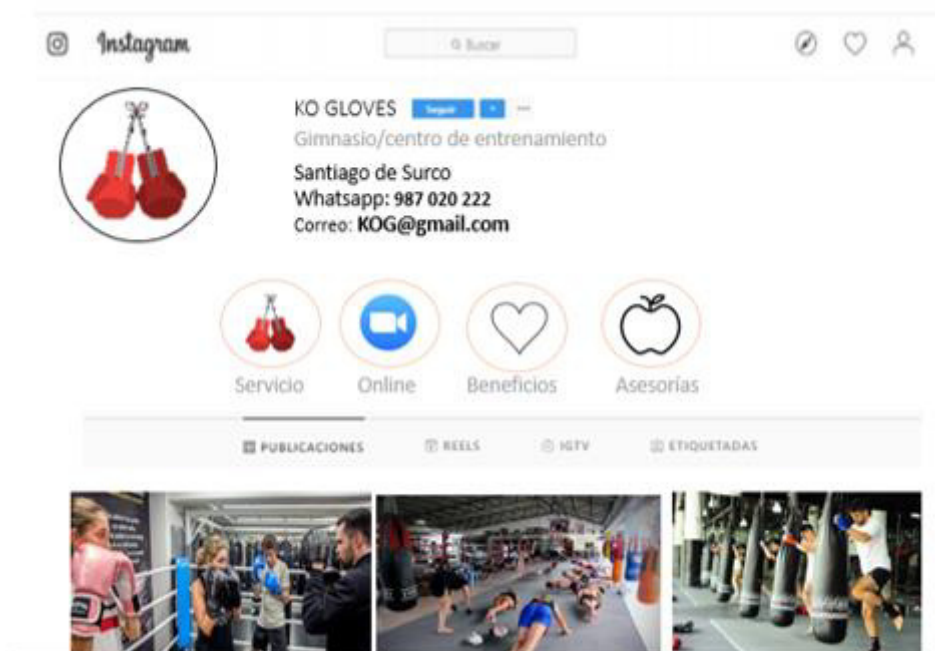 Instagram
Buscar
KO GLOVES Seguir
Gimnasio/centro de entrenamiento
Santiago de Surco
Whatsapp: 987 020 222
Correo: KOG@gmail.com
Servicio Online Beneficios Asesorías
PUBLICACIONES REELS IGTV ETIQUETADAS